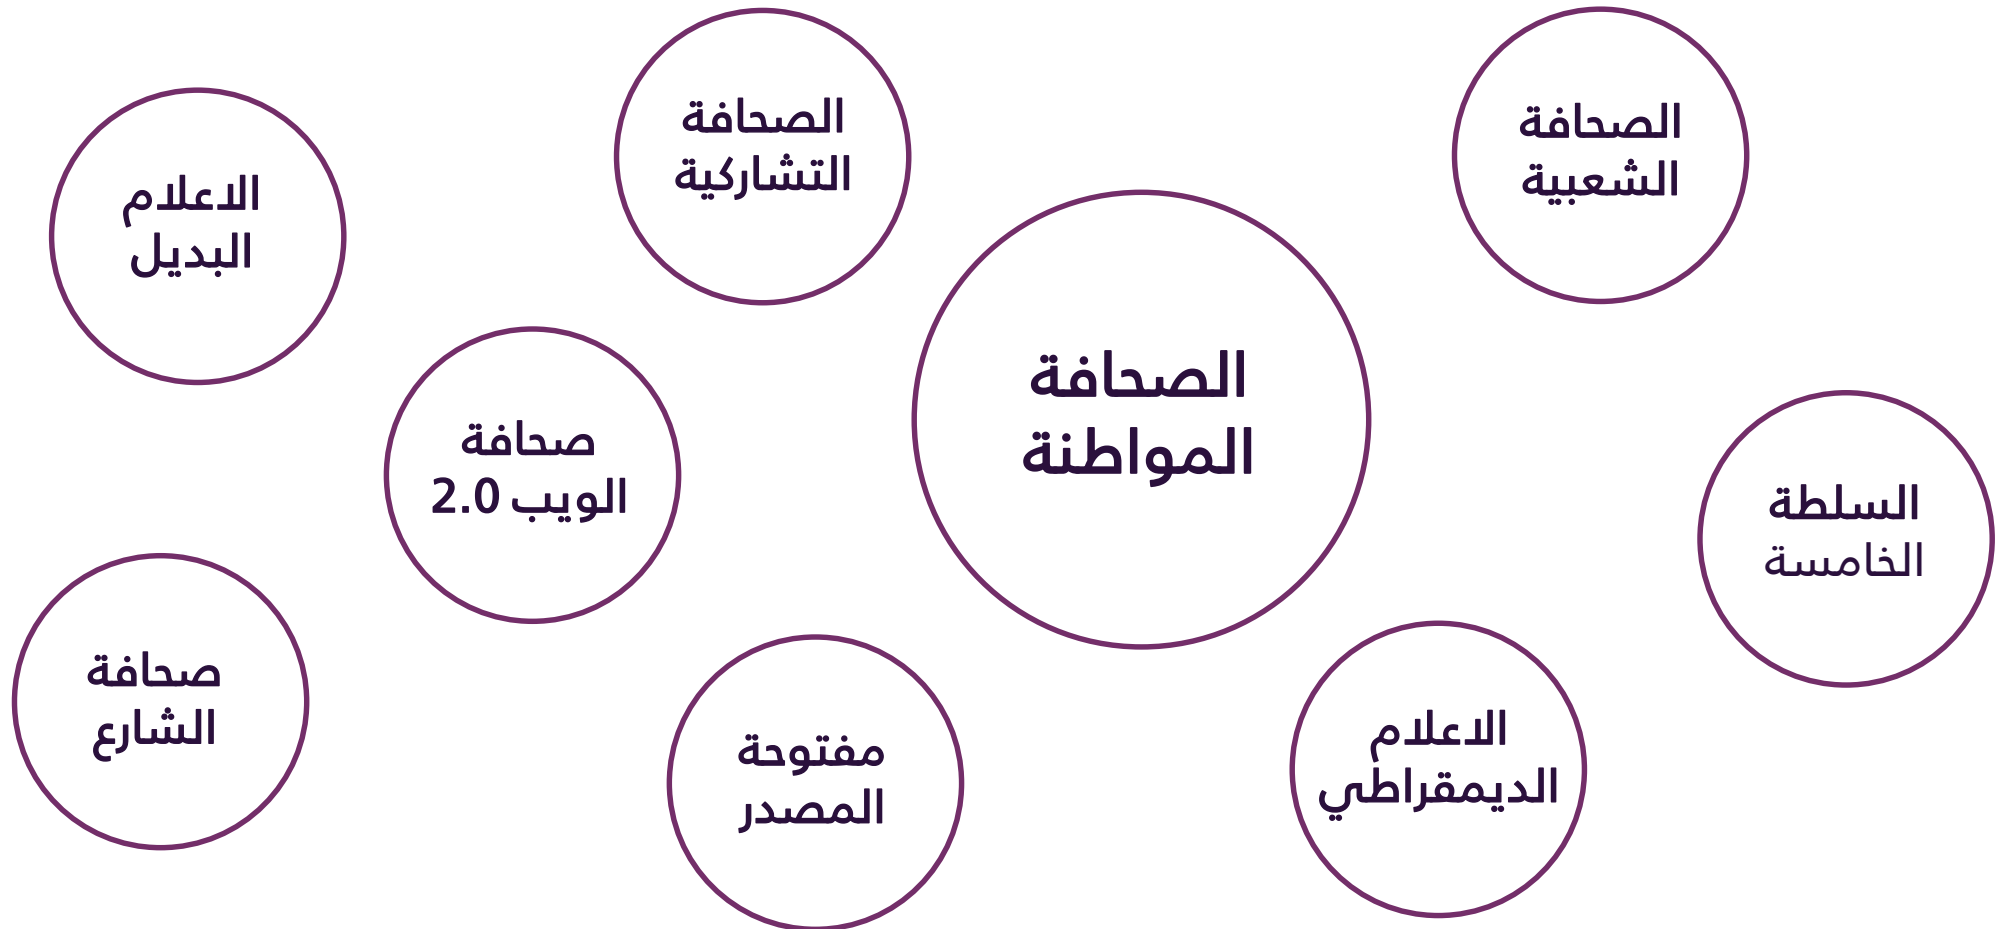 الصحافة
الشعبية
الصحافة
التشاركية
الاعلام
البديل
الصحافة
المواطنة
صحافة
الويب 2.0
السلطة
الخامسة
صحافة
الشارع
الاعلام
الديمقراطي
مفتوحة
المصدر